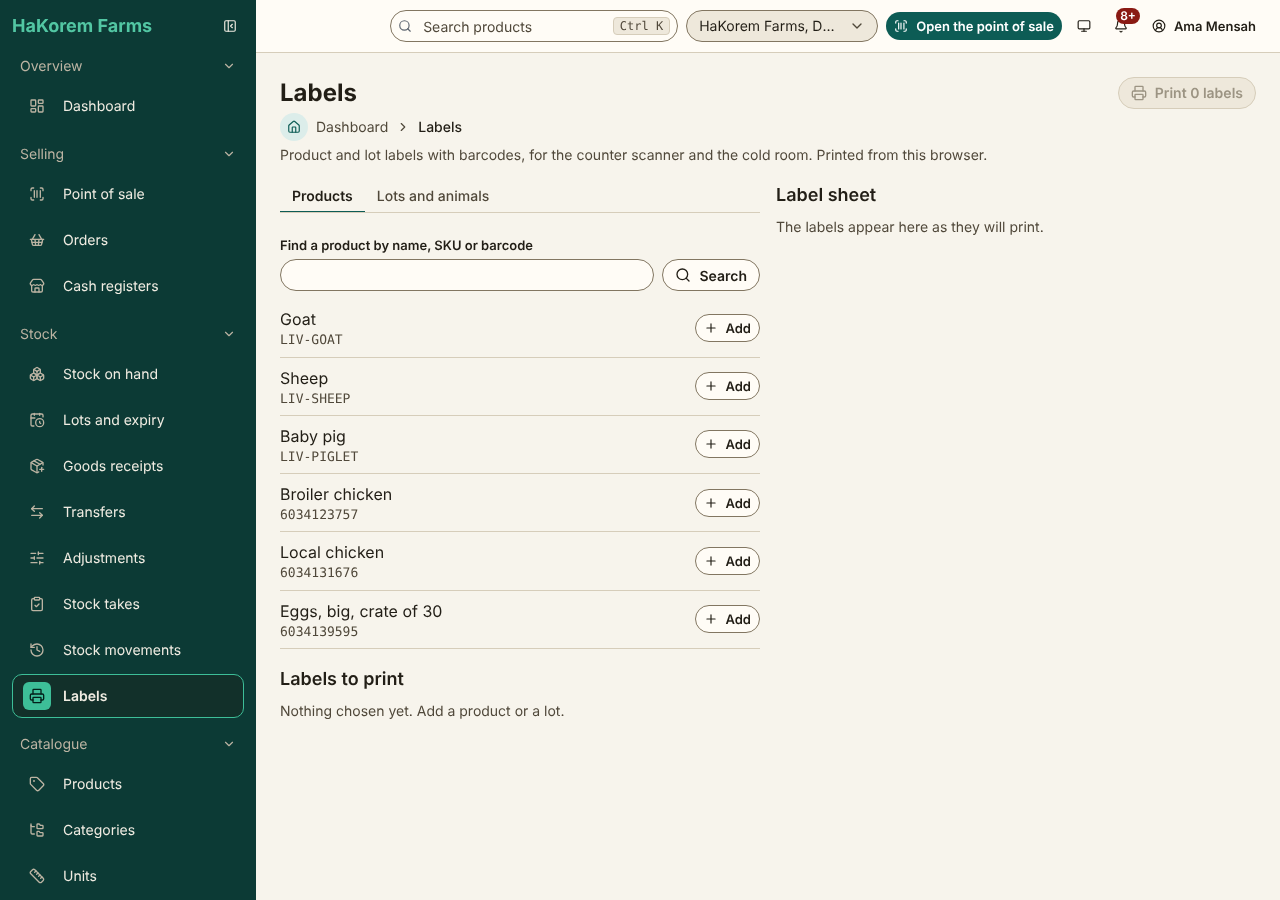 HaKorem Farms
Search products
Ctrl K
HaKorem Farms, D...
Open the point of sale
8+
Ama Mensah
Overview
Dashboard
Selling
Point of sale
Orders
Cash registers
Stock
Stock on hand
Lots and expiry
Goods receipts
Transfers
Adjustments
Stock takes
Stock movements
Labels
Catalogue
Products
Categories
Units
Labels
Print 0 labels
Dashboard
Labels
Product and lot labels with barcodes, for the counter scanner and the cold room. Printed from this browser.
Products
Lots and animals
Find a product by name, SKU or barcode
Search
Goat
LIV-GOAT
Add
Sheep
LIV-SHEEP
Add
Baby pig
LIV-PIGLET
Add
Broiler chicken
6034123757
Add
Local chicken
6034131676
Add
Eggs, big, crate of 30
6034139595
Add
Labels to print
Nothing chosen yet. Add a product or a lot.
Label sheet
The labels appear here as they will print.